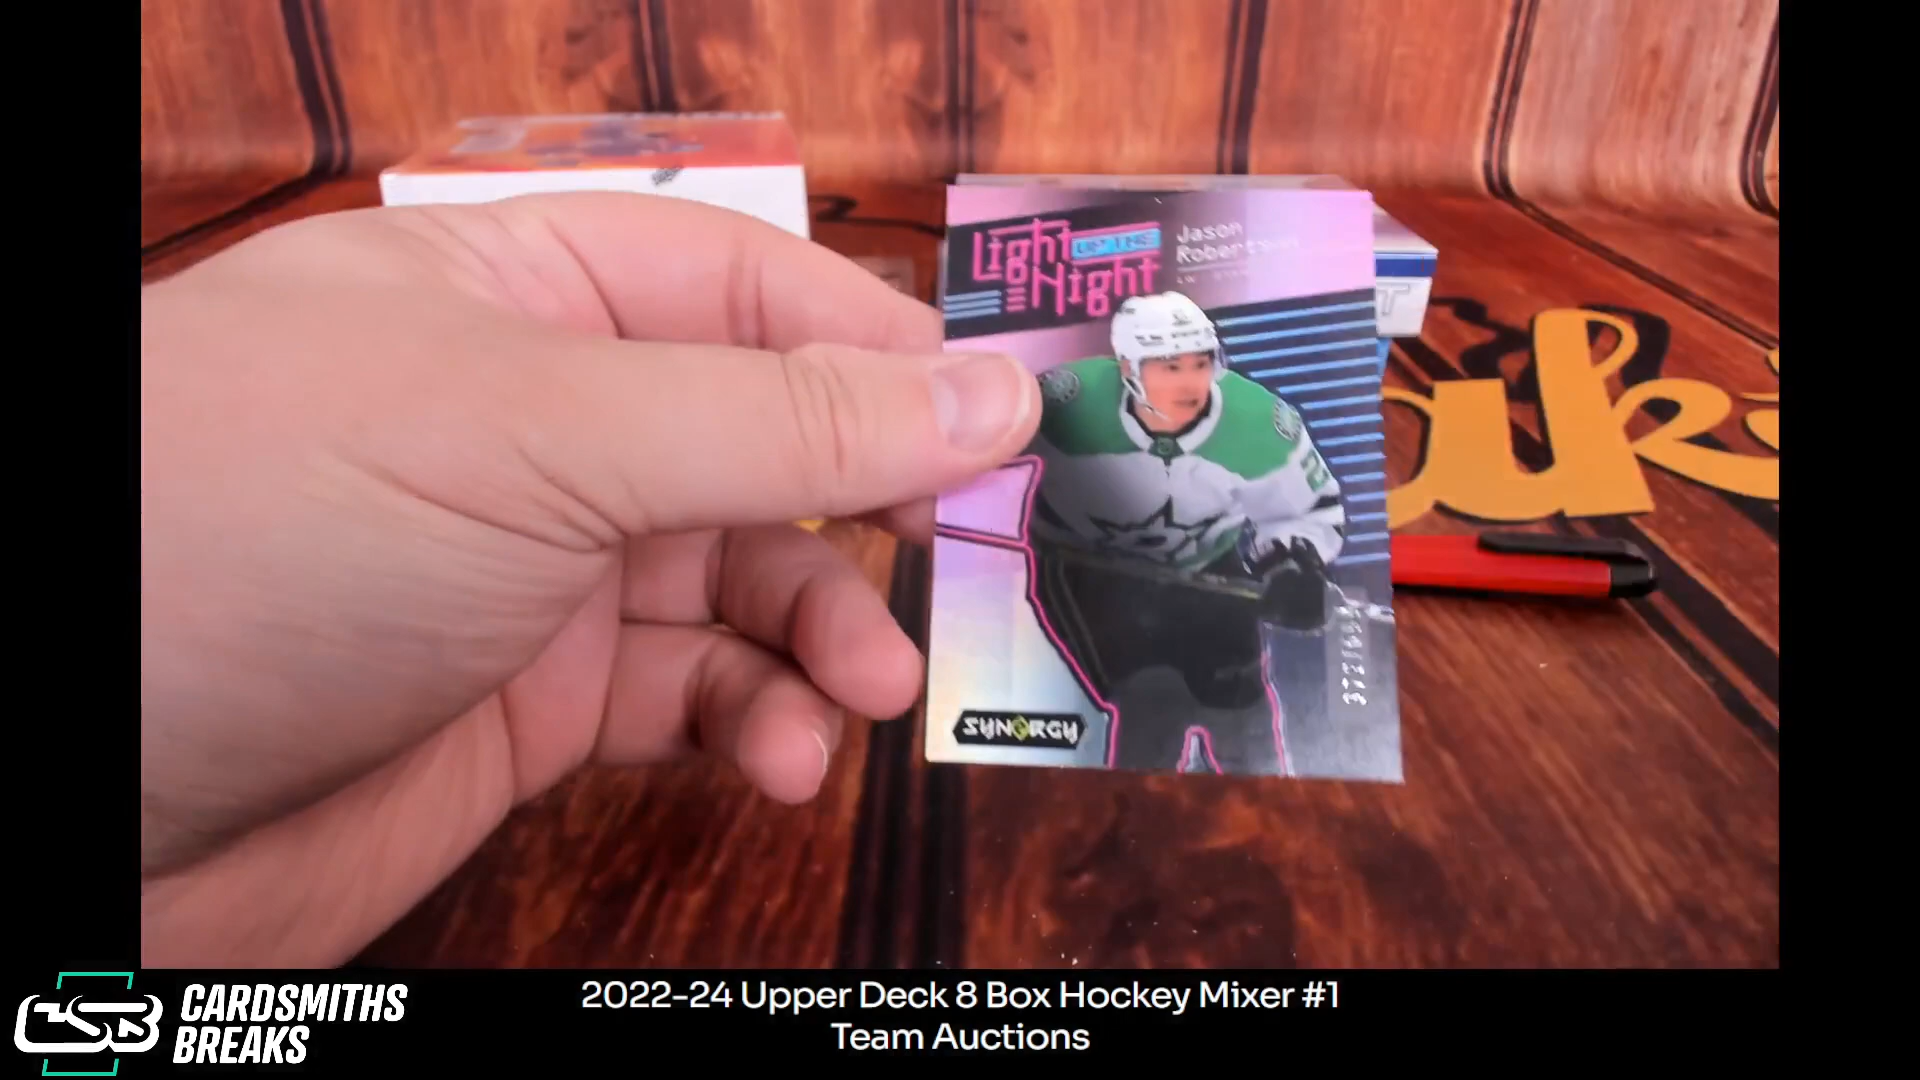 Light UP THE
Night
Jason
Robertson
SYNERGY
CARDSMITHS
BREAKS
2022-24 Upper Deck 8 Box Hockey Mixer #1
Team Auctions